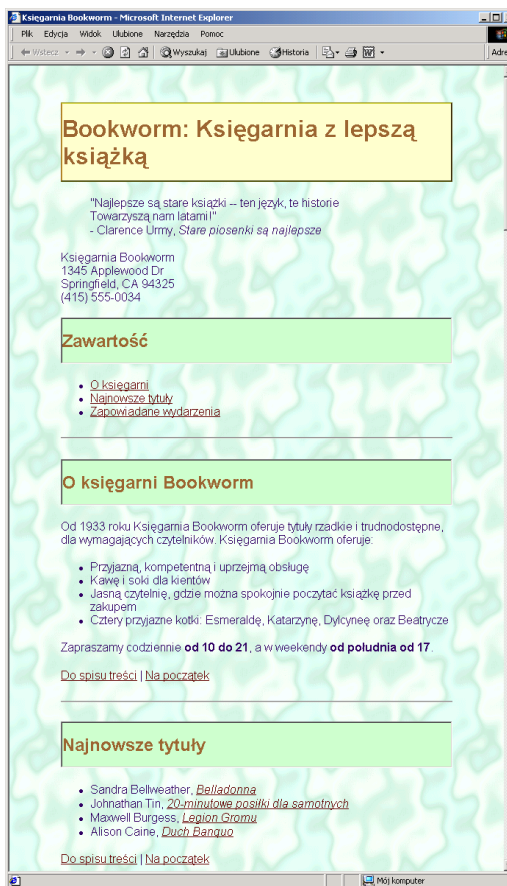 Księgarnia Bookworm - Microsoft Internet Explorer
Plik Edycja Widok Ulubione Narzędzia Pomoc
Wstecz Wyszukaj Ulubione Historia Adre
Bookworm: Księgarnia z lepszą
książką
"Najlepsze są stare książki -- ten język, te historie
Towarzyszą nam latami!"
- Clarence Urmy, Stare piosenki są najlepsze
Księgarnia Bookworm
1345 Applewood Dr
Springfield, CA 94325
(415) 555-0034
Zawartość
O księgarni
Najnowsze tytuły
Zapowiadane wydarzenia
O księgarni Bookworm
Od 1933 roku Księgarnia Bookworm oferuje tytuły rzadkie i trudnodostępne,
dla wymagających czytelników. Księgarnia Bookworm oferuje:
Przyjazną, kompetentną i uprzejmą obsługę
Kawę i soki dla kientów
Jasną czytelnię, gdzie można spokojnie poczytać książkę przed
zakupem
Cztery przyjazne kotki: Esmeraldę, Katarzynę, Dylcyneę oraz Beatrycze
Zapraszamy codziennie od 10 do 21, a w weekendy od południa od 17.
Do spisu treści | Na początek
Najnowsze tytuły
Sandra Bellweather, Belladonna
Johnathan Tin, 20-minutowe posiłki dla samotnych
Maxwell Burgess, Legion Gromu
Alison Caine, Duch Banquo
Do spisu treści | Na początek
Mój komputer